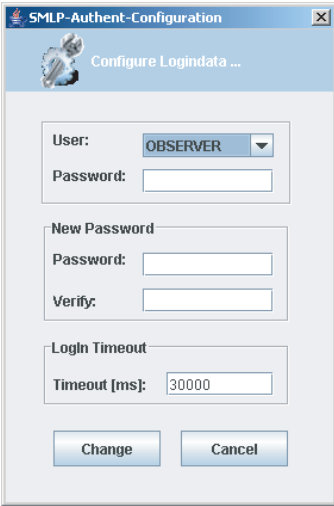 SMLP-Authent-Configuration
Configure Logindata ...
User:
OBSERVER
Password:
New Password
Password:
Verify:
LogIn Timeout
Timeout [ms]:
30000
Change
Cancel